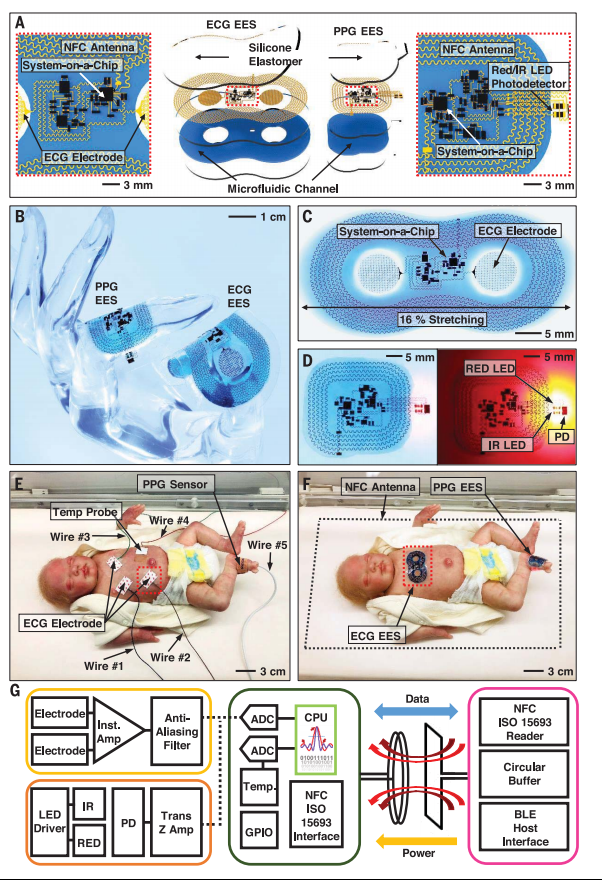 A
ECG EES
PPG EES
NFC Antenna
System-on-a-Chip
ECG Electrode
3 mm
Silicone
Elastomer
Microfluidic Channel
NFC Antenna
Red/IR LED
Photodetector
System-on-a-Chip
3 mm
B
1 cm
PPG
EES
ECG
EES
C
System-on-a-Chip
ECG Electrode
16 % Stretching
5 mm
D
5 mm
5 mm
RED LED
IR LED
PD
E
PPG Sensor
Temp Probe
Wire #4
Wire #3
Wire #5
ECG Electrode
Wire #1
Wire #2
3 cm
F
NFC Antenna
PPG EES
ECG EES
3 cm
G
Electrode
Electrode
Inst.
Amp
Anti-
Aliasing
Filter
LED
Driver
IR
RED
PD
Trans
Z Amp
ADC
ADC
Temp.
GPIO
CPU
0100111011
1010101001
NFC
ISO
15693
Interface
Data
Power
NFC
ISO 15693
Reader
Circular
Buffer
BLE
Host
Interface